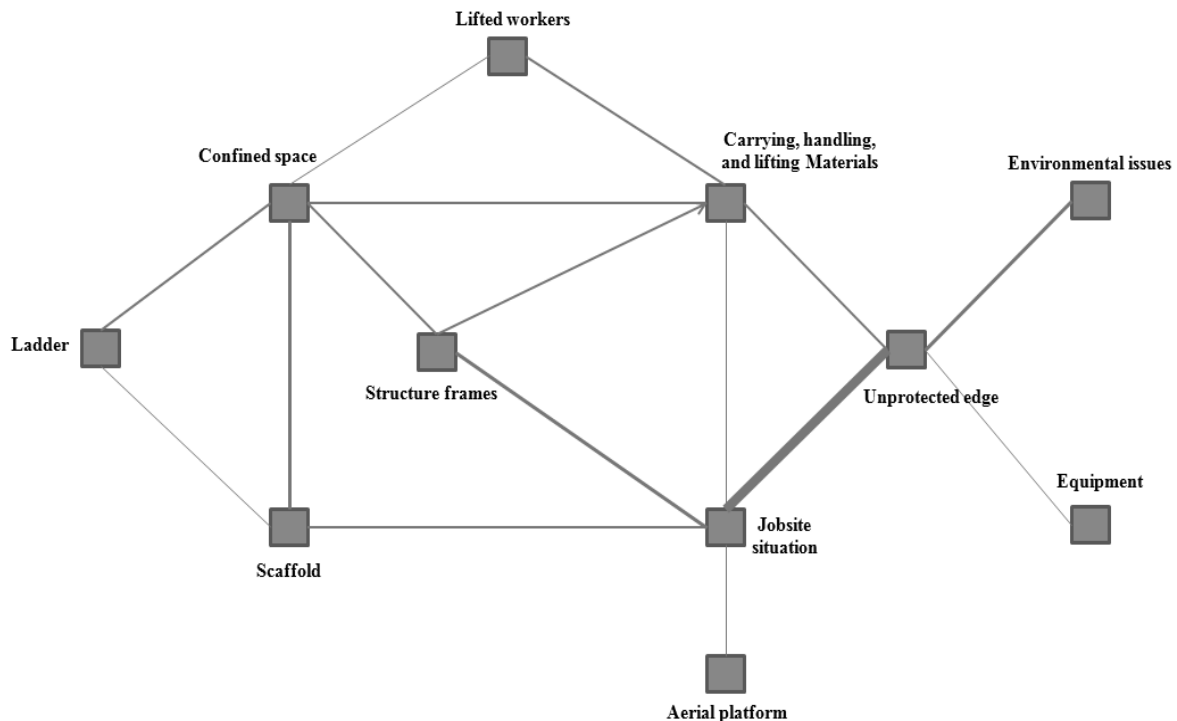 Lifted workers
Confined space
Carrying, handling,
and lifting Materials
Environmental issues
Ladder
Structure frames
Unprotected edge
Equipment
Scaffold
Jobsite
situation
Aerial platform